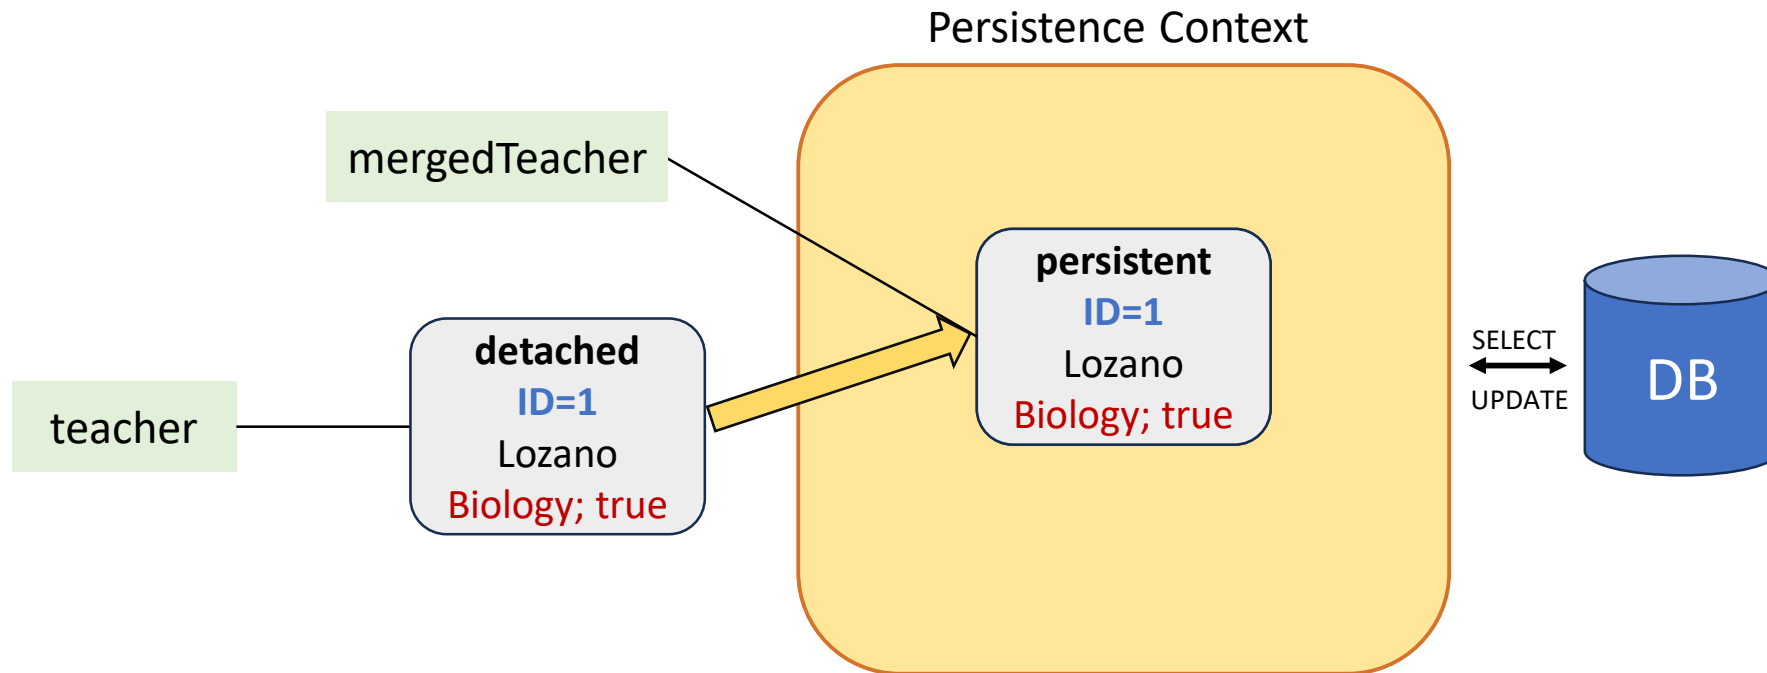 Persistence Context
mergedTeacher
persistent
ID=1
Lozano
Biology; true
detached
ID=1
Lozano
Biology; true
teacher
SELECT
UPDATE
DB